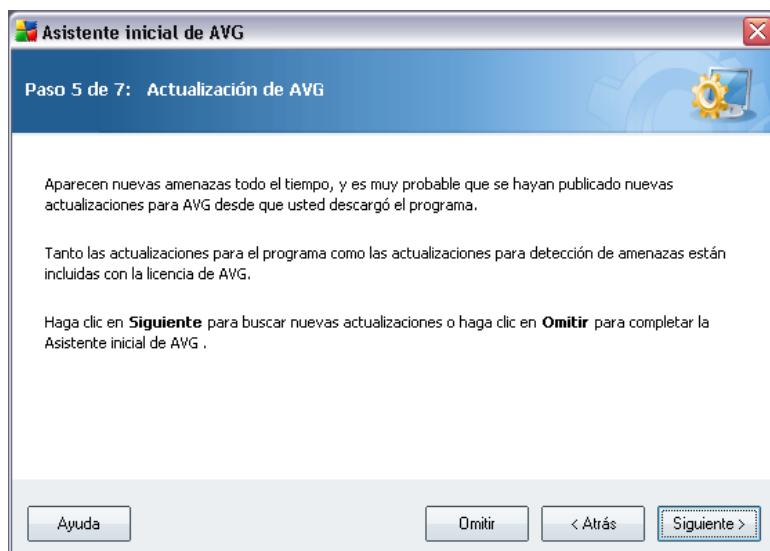 Asistente inicial de AVG
Paso 5 de 7: Actualización de AVG
Aparecen nuevas amenazas todo el tiempo, y es muy probable que se hayan publicado nuevas
actualizaciones para AVG desde que usted descargó el programa.
Tanto las actualizaciones para el programa como las actualizaciones para detección de amenazas están
incluidas con la licencia de AVG.
Haga clic en Siguiente para buscar nuevas actualizaciones o haga clic en Omitir para completar la
Asistente inicial de AVG .
Ayuda
Omitir
< Atrás
Siguiente >